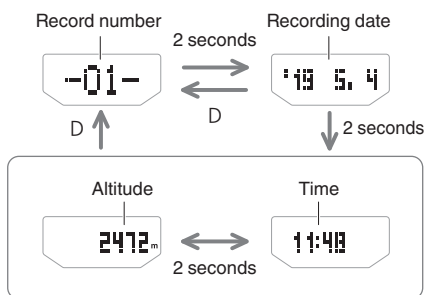 Record number
Recording date
2 seconds
-01-
'19 5. 4
D
D
2 seconds
Altitude
Time
2472m
11:48
2 seconds